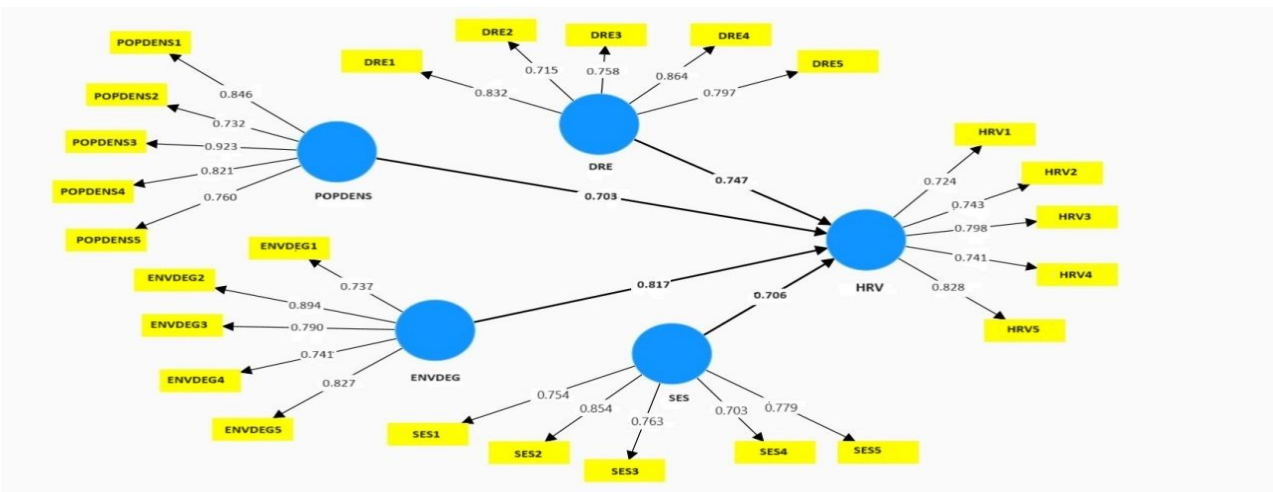 POPDENS1
POPDENS2
POPDENS3
POPDENS4
POPDENS5
0.846
0.732
0.923
0.821
0.760
POPDENS
DRE1
DRE2
DRE3
DRE4
DRE5
0.832
0.715
0.758
0.864
0.797
DRE
0.747
0.703
0.817
0.706
ENVDEG1
ENVDEG2
ENVDEG3
ENVDEG4
ENVDEG5
0.737
0.894
0.790
0.741
0.827
ENVDEG
SES
0.754
0.854
0.763
0.703
0.779
SES1
SES2
SES3
SES4
SES5
HRV
0.724
0.743
0.798
0.741
0.828
HRV1
HRV2
HRV3
HRV4
HRV5